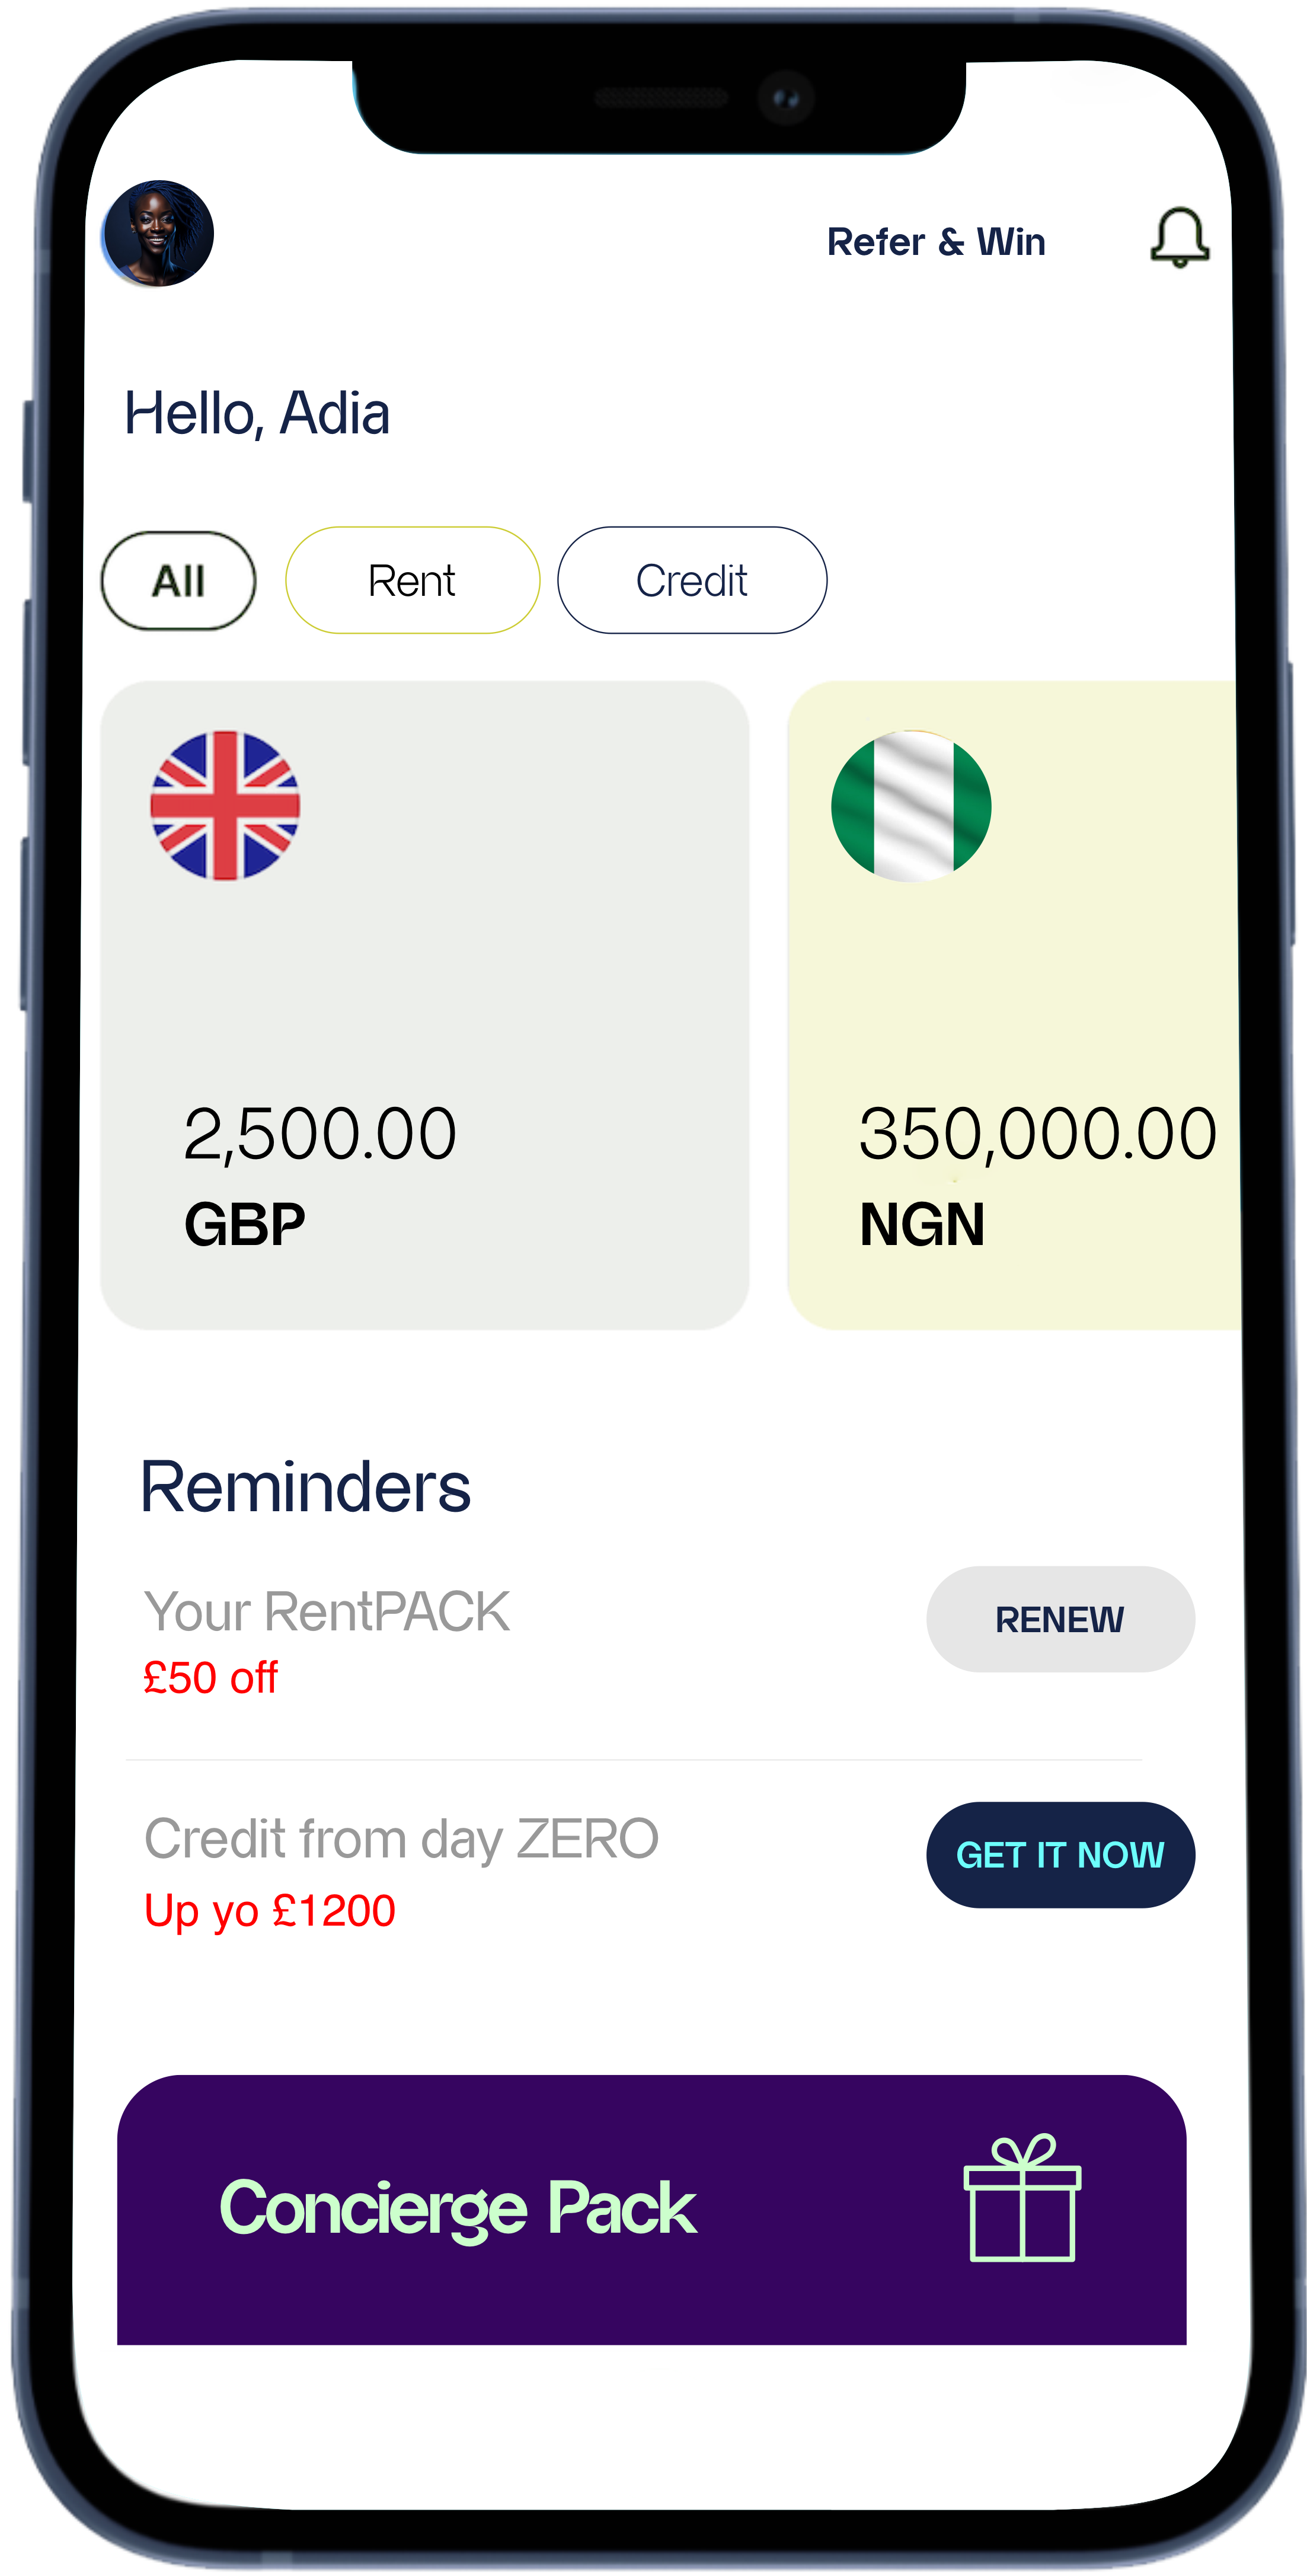 Refer & Win
Hello, Adia
All
Rent
Credit
2,500.00
GBP
350,000.00
NGN
Reminders
Your RentPACK
£50 off
RENEW
Credit from day ZERO
Up yo £1200
GET IT NOW
Concierge Pack